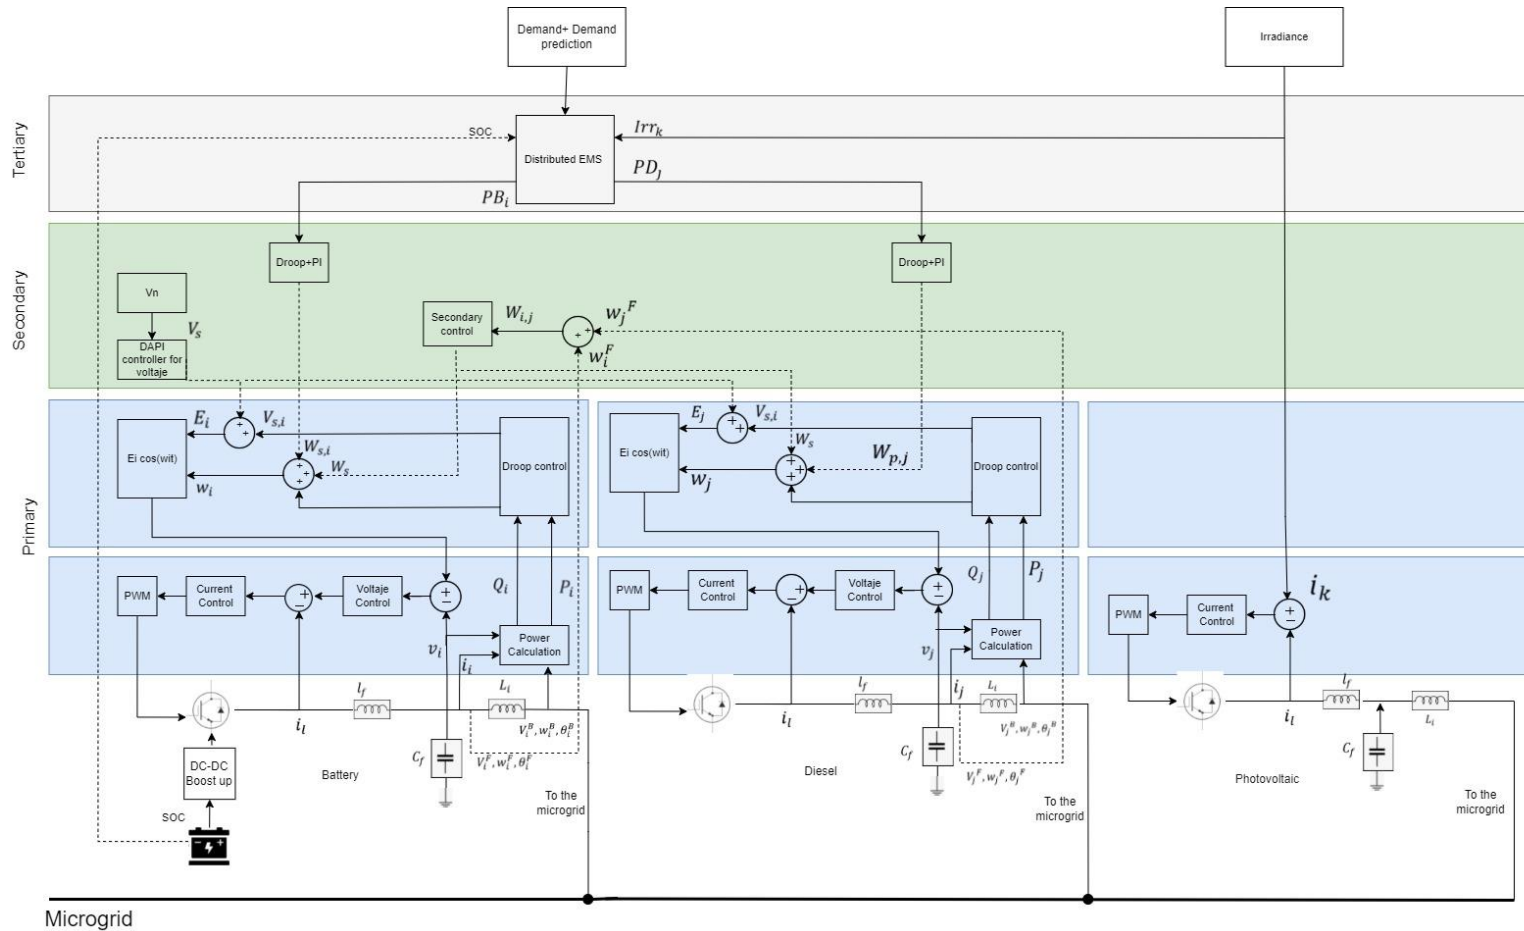 Demand+ Demand
prediction
Irradiance
Tertiary
SOC
Distributed EMS
Irr_k
PD_J
PB_i
Secondary
Droop+PI
Droop+PI
Vn
V_s
DAPI
controller for
voltaje
Secondary
control
W_{i,j}
w_j^F
w_i^F
+
+
Primary
E_i
V_{s,i}
+
+
Ei cos(wit)
W_{s,i}
W_s
+
+
+
w_i
Droop control
E_j
V_{s,i}
+
+
Ei cos(wit)
W_s
W_{p,j}
+
+
+
w_j
Droop control
PWM
Current
Control
−
Voltaje
Control
+
−
Q_i
P_i
v_i
i_i
Power
Calculation
PWM
Current
Control
−
Voltaje
Control
+
−
Q_j
P_j
v_j
i_j
Power
Calculation
PWM
Current
Control
+
−
i_k
i_l
l_f
L_i
V_i^B, w_i^B, θ_i^B
C_f
V_i^F, w_i^F, θ_i^F
DC-DC
Boost up
Battery
SOC
To the
microgrid
i_l
l_f
L_i
V_j^B, w_j^B, θ_j^B
C_f
V_j^F, w_j^F, θ_j^F
Diesel
To the
microgrid
i_l
l_f
L_i
C_f
Photovoltaic
To the
microgrid
Microgrid